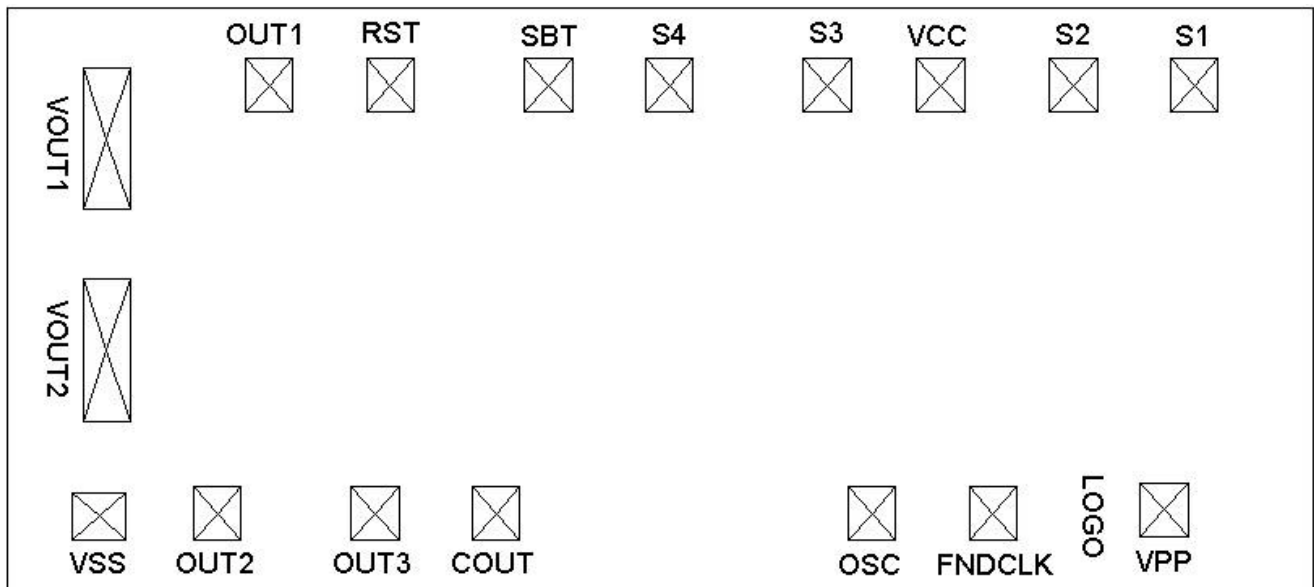 OUT1 RST SBT S4 S3 VCC S2 S1
VOUT1
VOUT2
VSS OUT2 OUT3 COUT OSC FNDCLK LOGO VPP